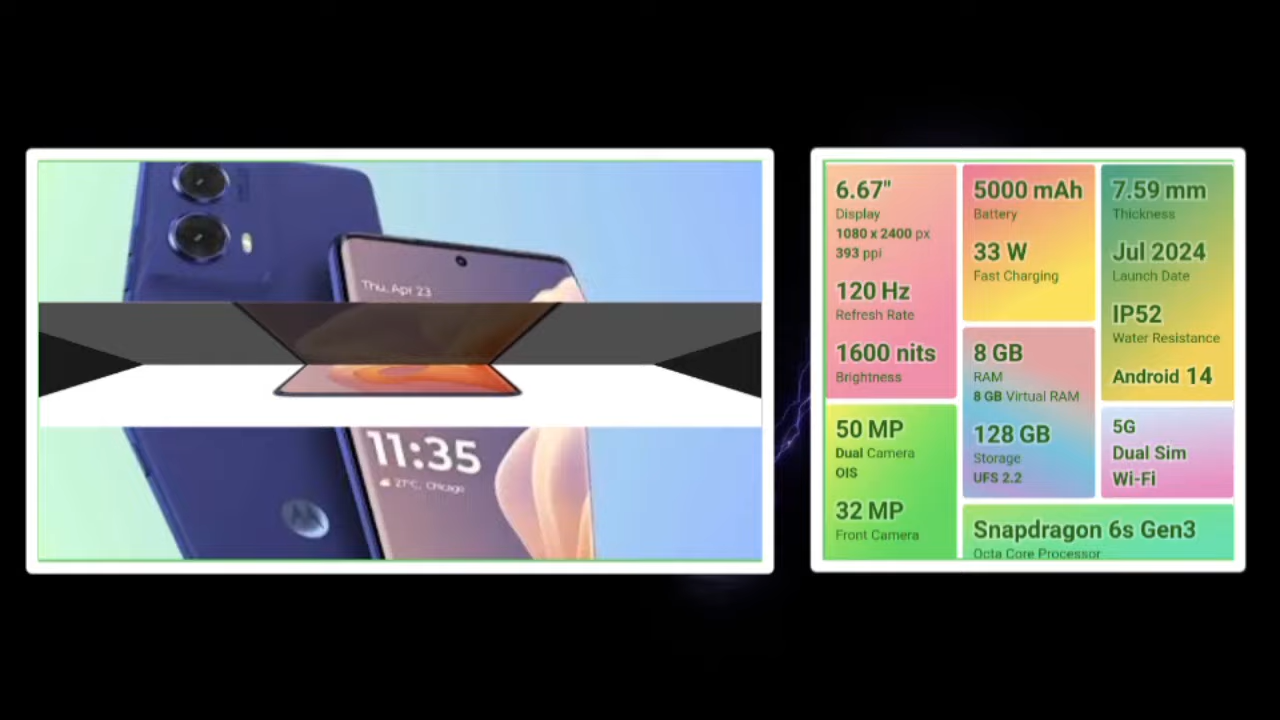 Thu, Apr 23
11:35
27°C, Chicago
6.67"
Display
1080 x 2400 px
393 ppi
120 Hz
Refresh Rate
1600 nits
Brightness
50 MP
Dual Camera
OIS
32 MP
Front Camera
5000 mAh
Battery
33 W
Fast Charging
8 GB
RAM
8 GB Virtual RAM
128 GB
Storage
UFS 2.2
7.59 mm
Thickness
Jul 2024
Launch Date
IP52
Water Resistance
Android 14
5G
Dual Sim
Wi-Fi
Snapdragon 6s Gen3
Octa Core Processor